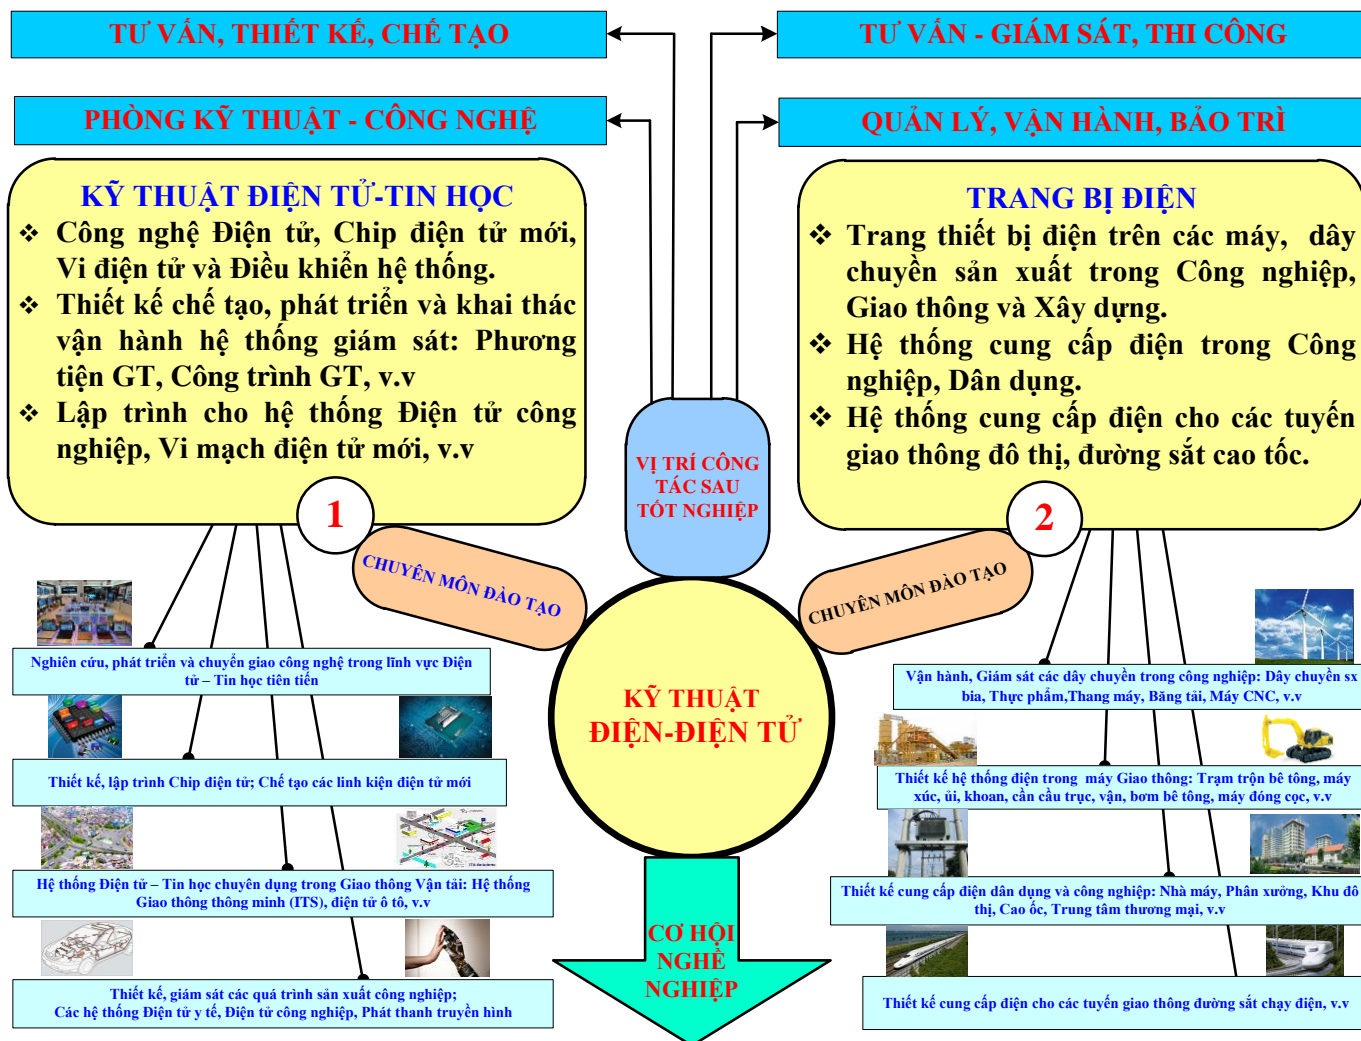 TƯ VẤN, THIẾT KẾ, CHẾ TẠO
TƯ VẤN - GIÁM SÁT, THI CÔNG
PHÒNG KỸ THUẬT - CÔNG NGHỆ
QUẢN LÝ, VẬN HÀNH, BẢO TRÌ
KỸ THUẬT ĐIỆN TỬ-TIN HỌC
❖ Công nghệ Điện tử, Chip điện tử mới,
Vi điện tử và Điều khiển hệ thống.
❖ Thiết kế chế tạo, phát triển và khai thác
vận hành hệ thống giám sát: Phương
tiện GT, Công trình GT, v.v
❖ Lập trình cho hệ thống Điện tử công
nghiệp, Vi mạch điện tử mới, v.v
1
TRANG BỊ ĐIỆN
❖ Trang thiết bị điện trên các máy, dây
chuyền sản xuất trong Công nghiệp,
Giao thông và Xây dựng.
❖ Hệ thống cung cấp điện trong Công
nghiệp, Dân dụng.
❖ Hệ thống cung cấp điện cho các tuyến
giao thông đô thị, đường sắt cao tốc.
2
VỊ TRÍ CÔNG
TÁC SAU
TỐT NGHIỆP
CHUYÊN MÔN ĐÀO TẠO
CHUYÊN MÔN ĐÀO TẠO
KỸ THUẬT
ĐIỆN-ĐIỆN TỬ
Nghiên cứu, phát triển và chuyển giao công nghệ trong lĩnh vực Điện
tử – Tin học tiên tiến
Thiết kế, lập trình Chip điện tử; Chế tạo các linh kiện điện tử mới
Hệ thống Điện tử – Tin học chuyên dụng trong Giao thông Vận tải: Hệ thống
Giao thông thông minh (ITS), điện tử ô tô, v.v
Thiết kế, giám sát các quá trình sản xuất công nghiệp;
Các hệ thống Điện tử y tế, Điện tử công nghiệp, Phát thanh truyền hình
Vận hành, Giám sát các dây chuyền trong công nghiệp: Dây chuyền sx
bia, Thực phẩm,Thang máy, Băng tải, Máy CNC, v.v
Thiết kế hệ thống điện trong máy Giao thông: Trạm trộn bê tông, máy
xúc, ủi, khoan, cần cẩu trục, vận, bơm bê tông, máy đóng cọc, v.v
Thiết kế cung cấp điện dân dụng và công nghiệp: Nhà máy, Phân xưởng, Khu đô
thị, Cao ốc, Trung tâm thương mại, v.v
Thiết kế cung cấp điện cho các tuyến giao thông đường sắt chạy điện, v.v
CƠ HỘI
NGHỀ
NGHIỆP